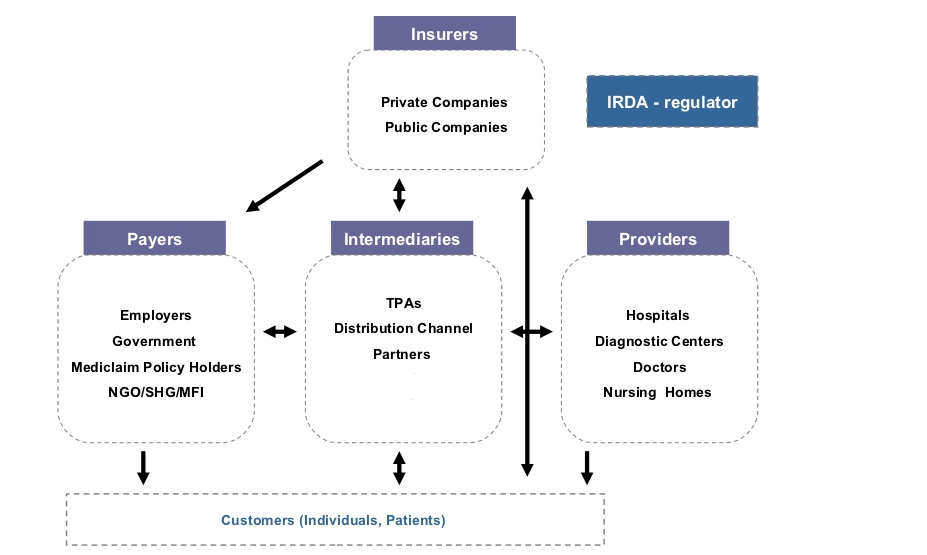 Insurers
Private Companies
Public Companies
IRDA - regulator
Payers
Employers
Government
Mediclaim Policy Holders
NGO/SHG/MFI
Intermediaries
TPAs
Distribution Channel
Partners
Providers
Hospitals
Diagnostic Centers
Doctors
Nursing  Homes
Customers (Individuals, Patients)